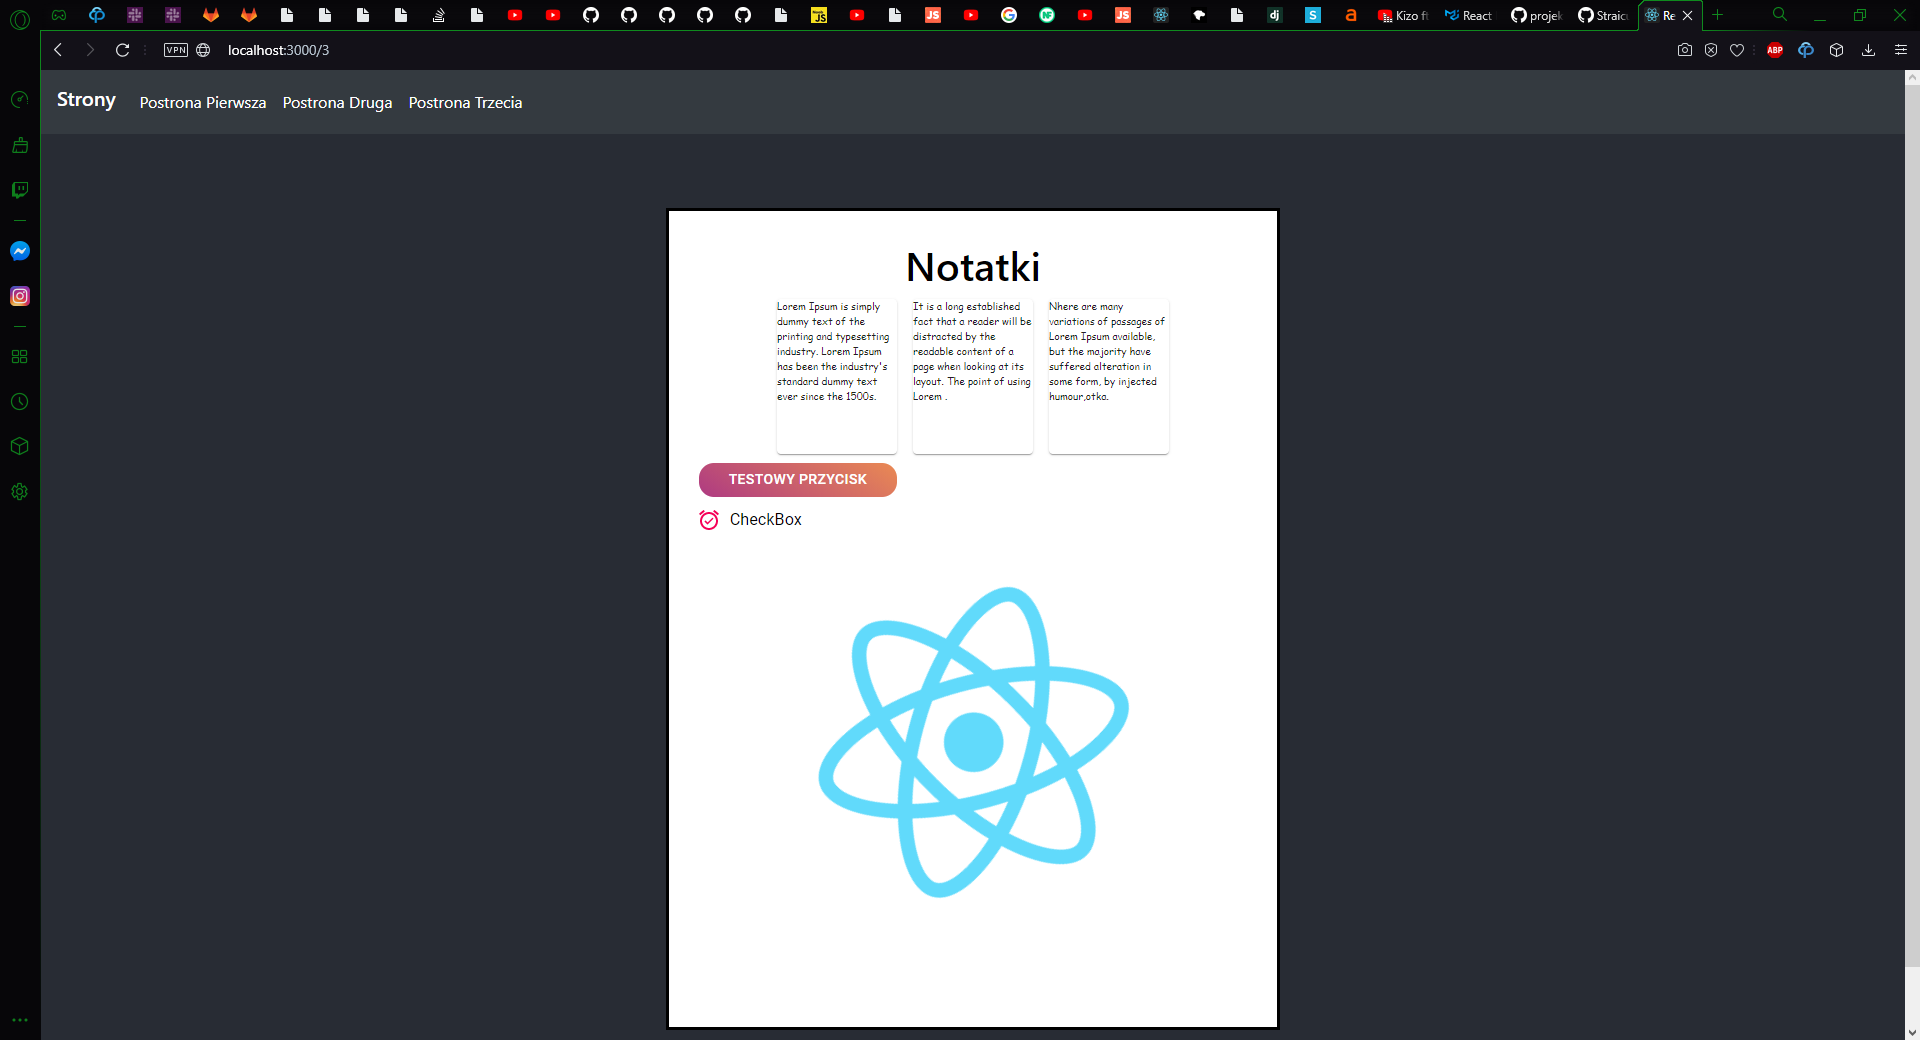 Kizo ft
React
projek
Straic
Re
VPN
localhost:3000/3
ABP
Strony
Postrona Pierwsza
Postrona Druga
Postrona Trzecia
Notatki
Lorem Ipsum is simply
dummy text of the
printing and typesetting
industry. Lorem Ipsum
has been the industry's
standard dummy text
ever since the 1500s.
It is a long established
fact that a reader will be
distracted by the
readable content of a
page when looking at its
layout. The point of using
Lorem .
Nhere are many
variations of passages of
Lorem Ipsum available,
but the majority have
suffered alteration in
some form, by injected
humour,otka.
TESTOWY PRZYCISK
CheckBox